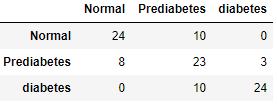 Normal Prediabetes diabetes
Normal 24 10 0
Prediabetes 8 23 3
diabetes 0 10 24